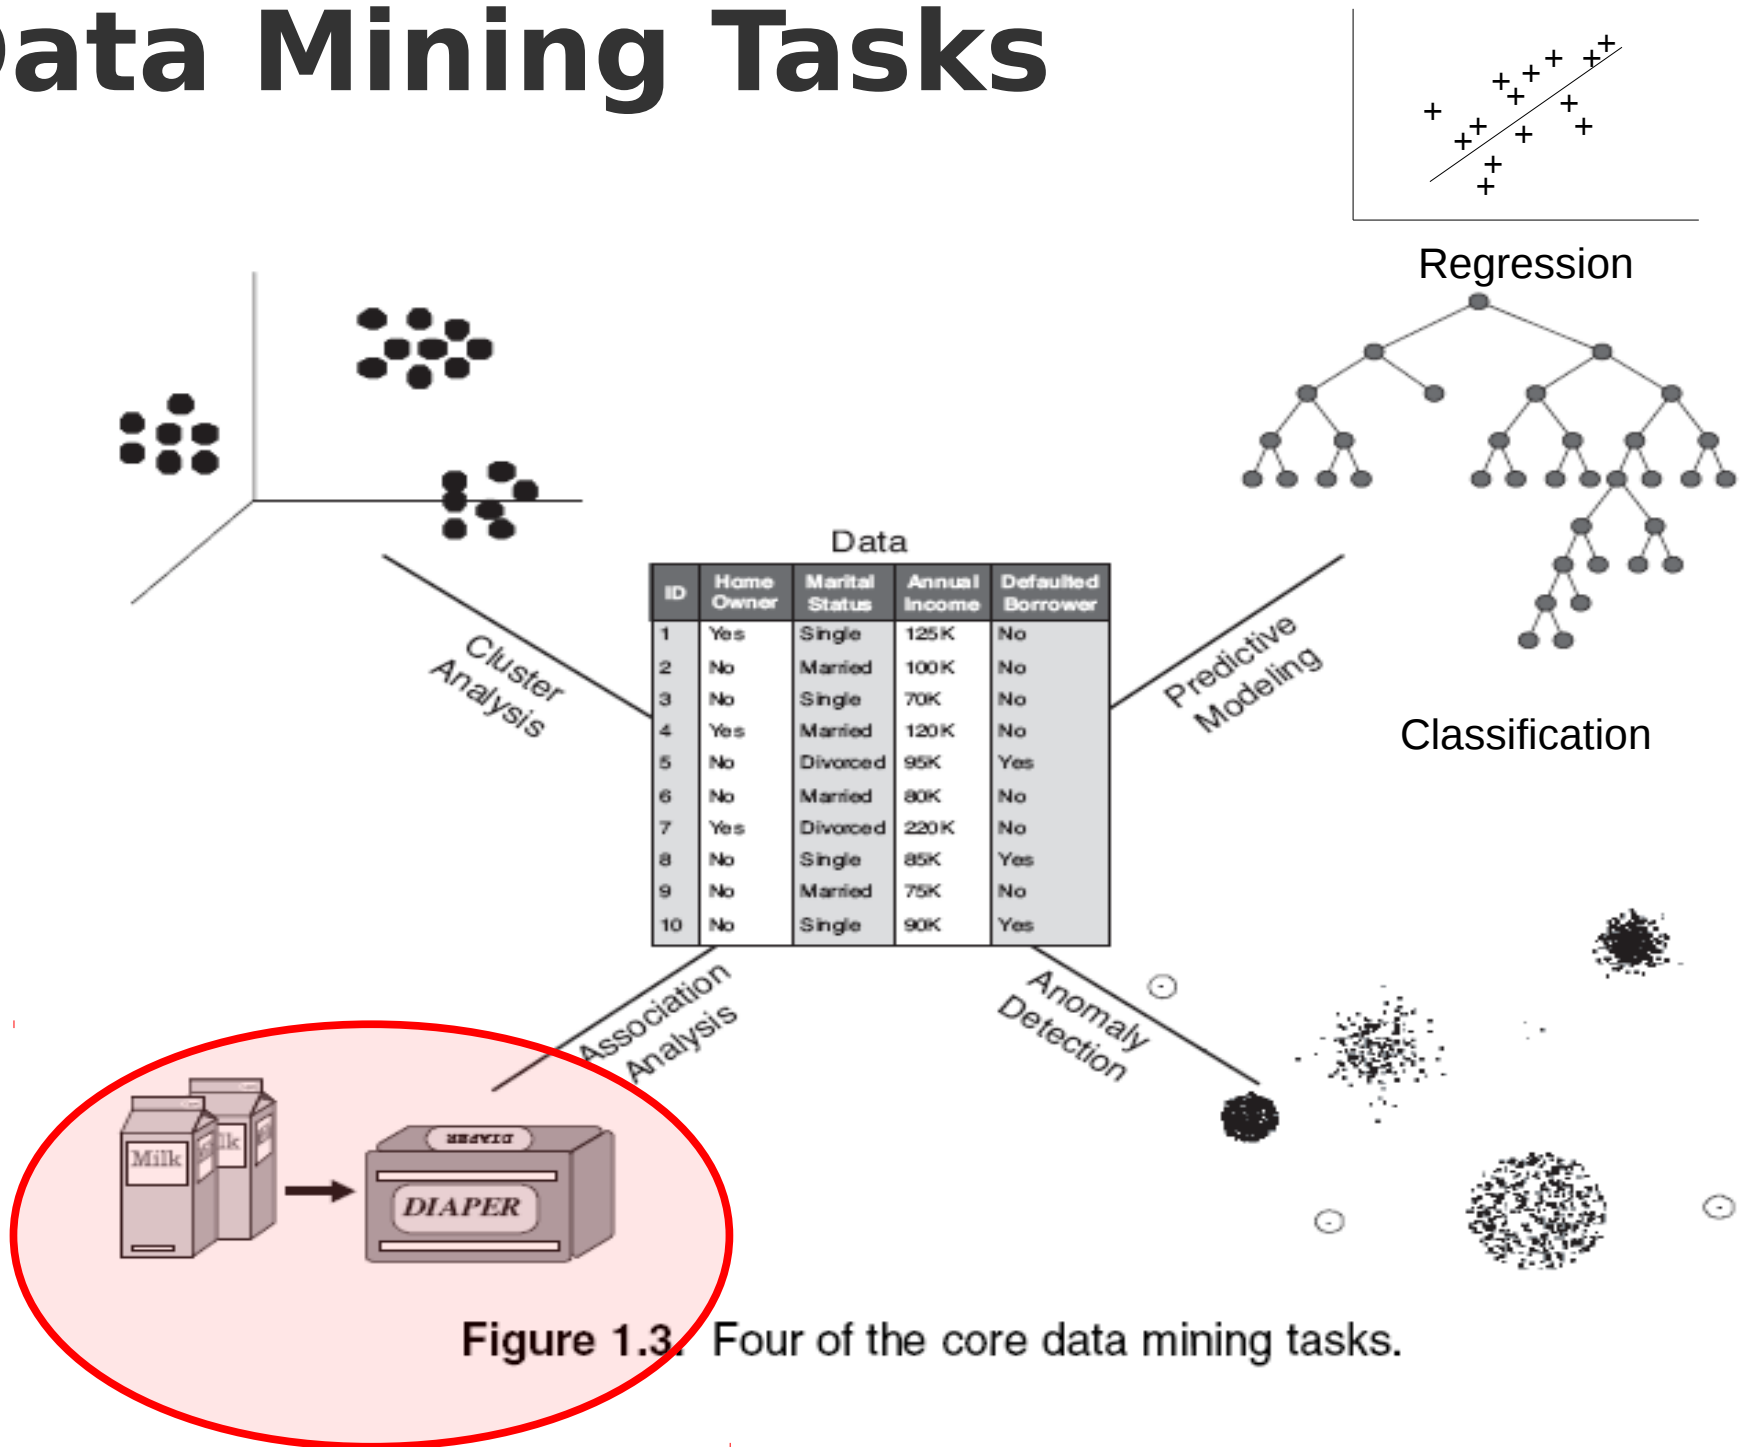 ata Mining Tasks
Regression
Data
ID Home Owner Marital Status Annual Income Defaulted Borrower
1 Yes Single 125K No
2 No Married 100K No
3 No Single 70K No
4 Yes Married 120K No
5 No Divorced 95K Yes
6 No Married 80K No
7 Yes Divorced 220K No
8 No Single 85K Yes
9 No Married 75K No
10 No Single 90K Yes
Cluster
Analysis
Predictive
Modeling
Classification
Association
Analysis
Anomaly
Detection
DIAPER
Milk
lk
DIAPER
Figure 1.3. Four of the core data mining tasks.